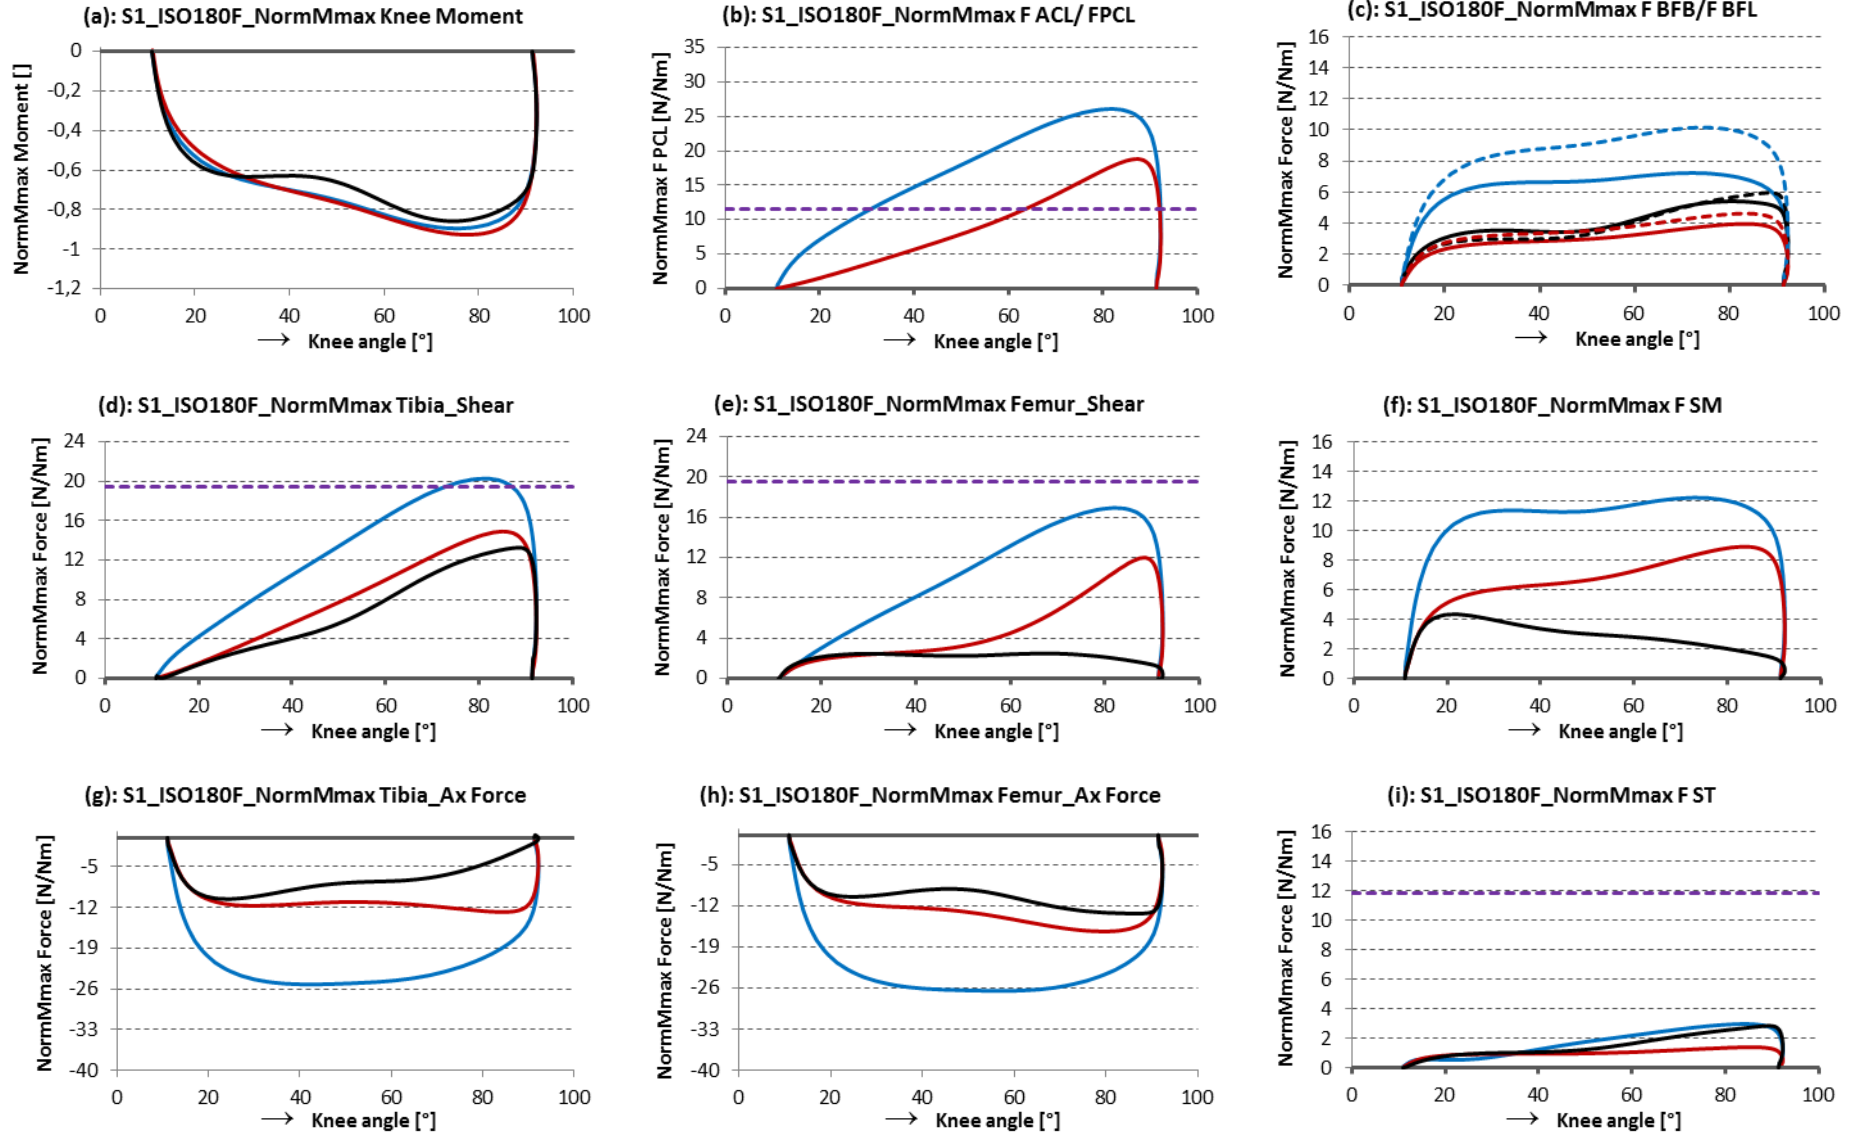 (a): S1_ISO180F_NormMmax Knee Moment
NormMmax Moment []
0
-0,2
-0,4
-0,6
-0,8
-1
-1,2
0 20 40 60 80 100
→ Knee angle [°]
(b): S1_ISO180F_NormMmax F ACL/ FPCL
NormMmax F PCL [N/Nm]
35
30
25
20
15
10
5
0
0 20 40 60 80 100
→ Knee angle [°]
(c): S1_ISO180F_NormMmax F BFB/F BFL
NormMmax Force [N/Nm]
16
14
12
10
8
6
4
2
0
0 20 40 60 80 100
→ Knee angle [°]
(d): S1_ISO180F_NormMmax Tibia_Shear
NormMmax Force [N/Nm]
24
20
16
12
8
4
0
0 20 40 60 80 100
→ Knee angle [°]
(e): S1_ISO180F_NormMmax Femur_Shear
NormMmax Force [N/Nm]
24
20
16
12
8
4
0
0 20 40 60 80 100
→ Knee angle [°]
(f): S1_ISO180F_NormMmax F SM
NormMmax Force [N/Nm]
16
14
12
10
8
6
4
2
0
0 20 40 60 80 100
→ Knee angle [°]
(g): S1_ISO180F_NormMmax Tibia_Ax Force
NormMmax Force [N/Nm]
-5
-12
-19
-26
-33
-40
0 20 40 60 80 100
→ Knee angle [°]
(h): S1_ISO180F_NormMmax Femur_Ax Force
NormMmax Force [N/Nm]
-5
-12
-19
-26
-33
-40
0 20 40 60 80 100
→ Knee angle [°]
(i): S1_ISO180F_NormMmax F ST
NormMmax Force [N/Nm]
16
14
12
10
8
6
4
2
0
0 20 40 60 80 100
→ Knee angle [°]